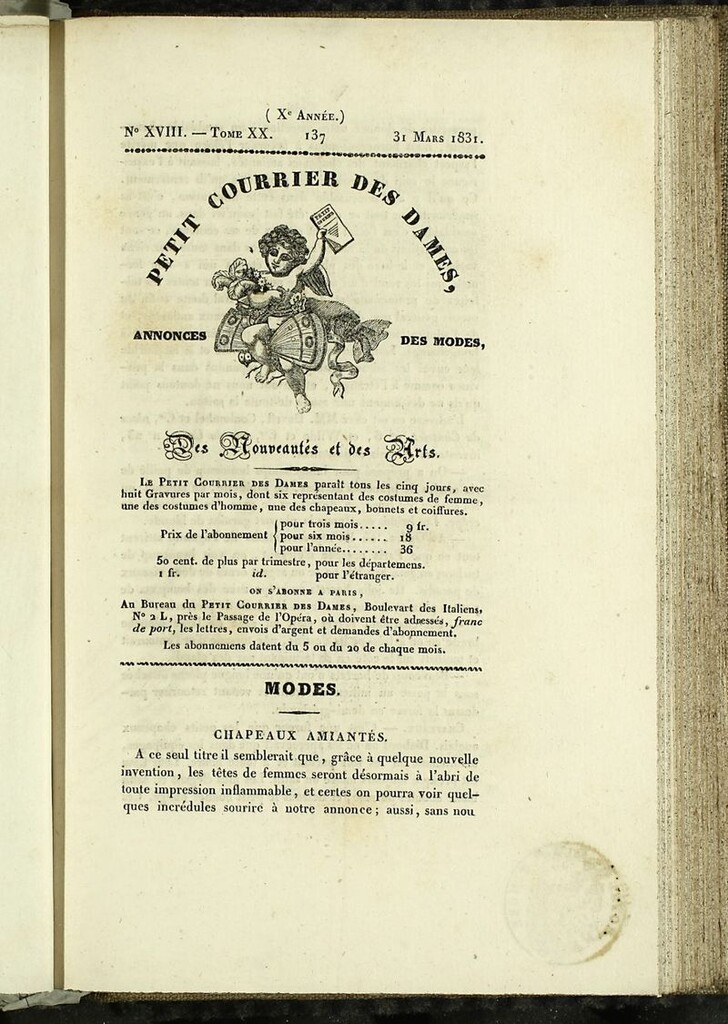 ( Xe Année.)
No XVIII. — Tome XX. 137 31 Mars 1831.
PETIT COURRIER DES DAMES,
ANNONCES DES MODES,
Des Nouveautés et des Arts.
Le Petit Courrier des Dames paraît tous les cinq jours, avec
huit Gravures par mois, dont six représentant des costumes de femme,
une des costumes d'homme, une des chapeaux, bonnets et coiffures.
Prix de l'abonnement { pour trois mois..... 9 fr.
pour six mois...... 18
pour l'année........ 36
50 cent. de plus par trimestre, pour les départemens.
1 fr. id. pour l'étranger.
ON S'ABONNE A PARIS,
Au Bureau du Petit Courrier des Dames, Boulevart des Italiens,
No 2 L, près le Passage de l'Opéra, où doivent être adressés, franc
de port, les lettres, envois d'argent et demandes d'abonnement.
Les abonnemens datent du 5 ou du 20 de chaque mois.
MODES.
CHAPEAUX AMIANTÉS.
A ce seul titre il semblerait que, grâce à quelque nouvelle
invention, les têtes de femmes seront désormais à l'abri de
toute impression inflammable, et certes on pourra voir quel-
ques incrédules sourire à notre annonce; aussi, sans nou